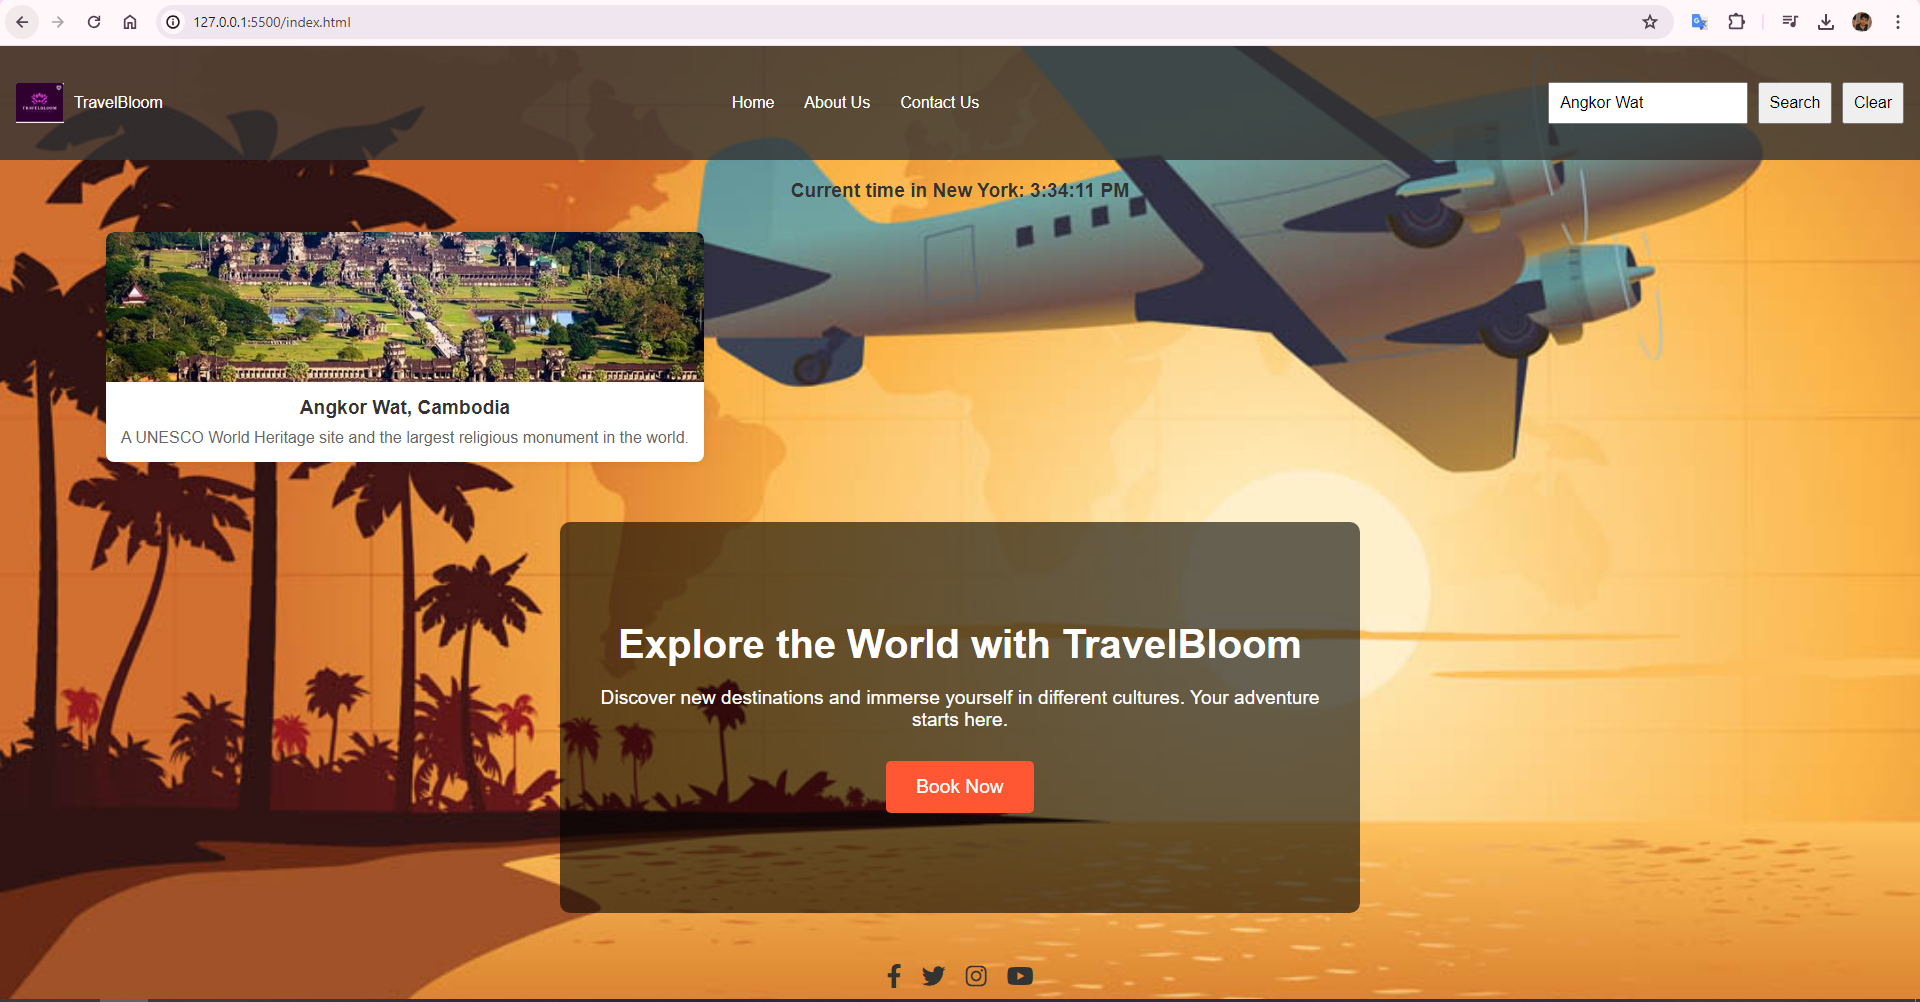 127.0.0.1:5500/index.html
TRAVELBLOOM
TravelBloom
Home
About Us
Contact Us
Angkor Wat
Search
Clear
Current time in New York: 3:34:11 PM
Angkor Wat, Cambodia
A UNESCO World Heritage site and the largest religious monument in the world.
Explore the World with TravelBloom
Discover new destinations and immerse yourself in different cultures. Your adventure
starts here.
Book Now